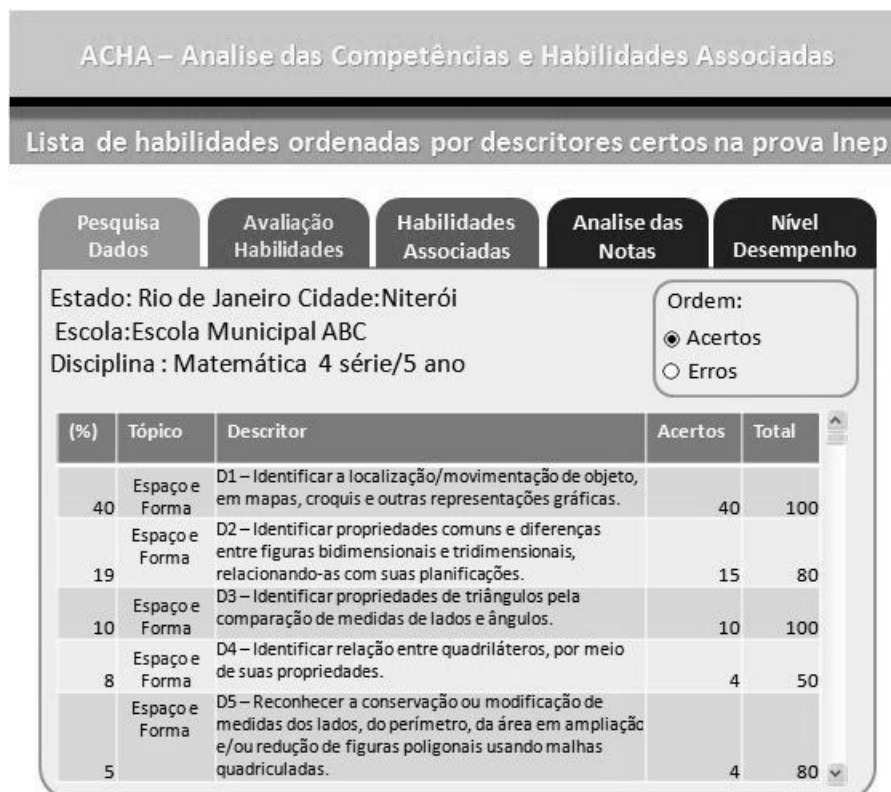 ACHA – Analise das Competências e Habilidades Associadas
Lista de habilidades ordenadas por descritores certos na prova Inep
Pesquisa Dados
Avaliação Habilidades
Habilidades Associadas
Analise das Notas
Nível Desempenho
Estado: Rio de Janeiro Cidade:Niterói
Escola:Escola Municipal ABC
Disciplina : Matemática 4 série/5 ano
Ordem:
Acertos
Erros
(%) Tópico Descritor Acertos Total
40 Espaço e Forma D1 – Identificar a localização/movimentação de objeto,
em mapas, croquis e outras representações gráficas. 40 100
19 Espaço e Forma D2 – Identificar propriedades comuns e diferenças
entre figuras bidimensionais e tridimensionais,
relacionando-as com suas planificações. 15 80
10 Espaço e Forma D3 – Identificar propriedades de triângulos pela
comparação de medidas de lados e ângulos. 10 100
8 Espaço e Forma D4 – Identificar relação entre quadriláteros, por meio
de suas propriedades. 4 50
5 Espaço e Forma D5 – Reconhecer a conservação ou modificação de
medidas dos lados, do perímetro, da área em ampliação
e/ou redução de figuras poligonais usando malhas
quadriculadas. 4 80